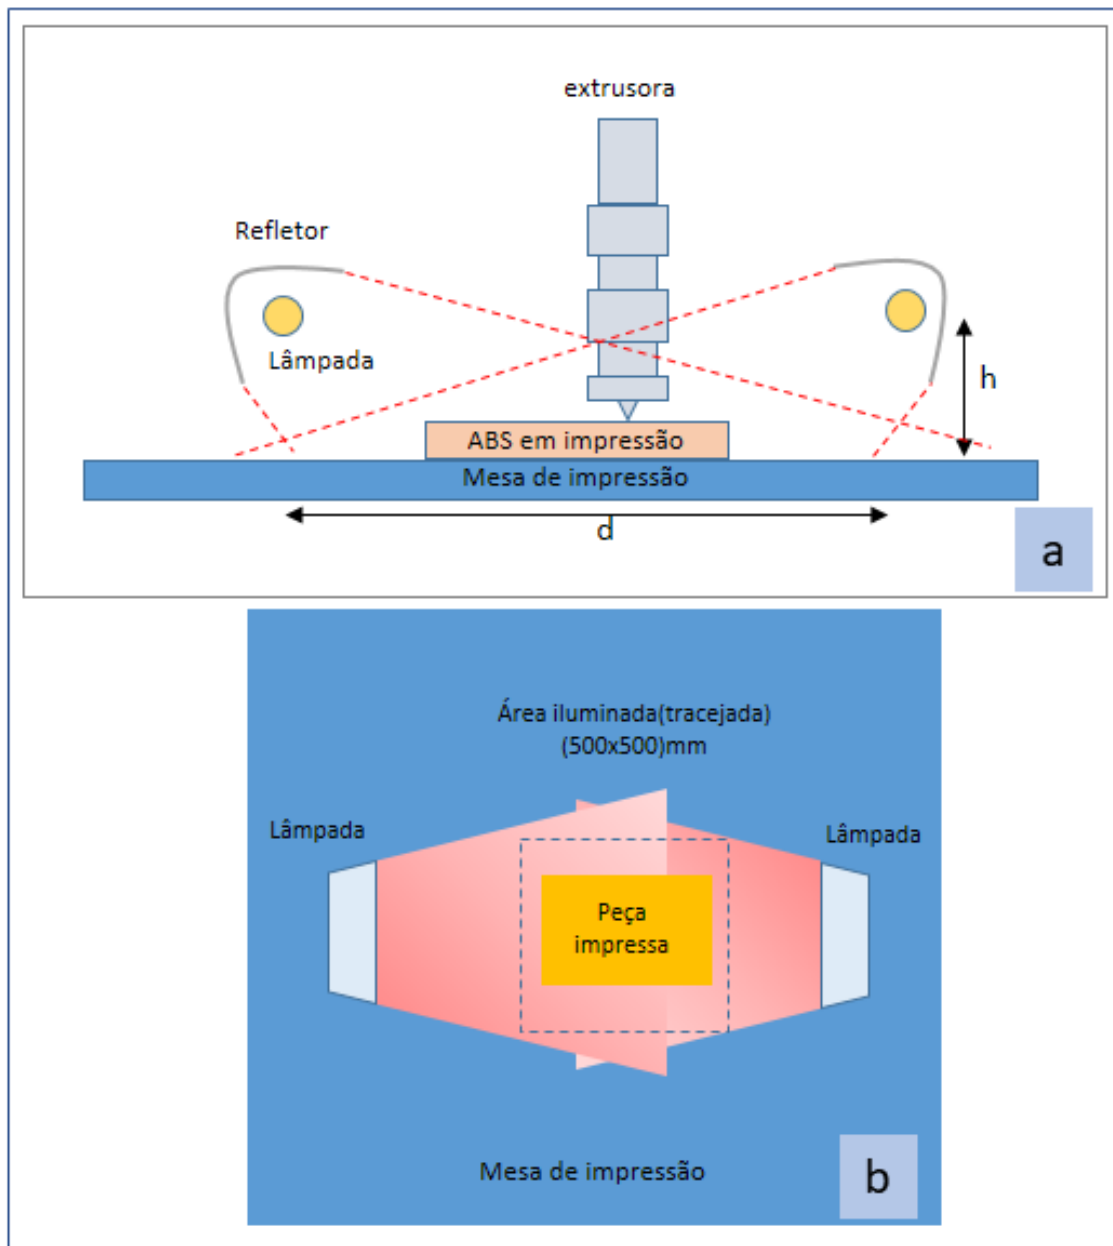 extrusora
Refletor
Lâmpada
h
ABS em impressão
Mesa de impressão
d
a
Área iluminada(tracejada)
(500x500)mm
Lâmpada
Lâmpada
Peça
impressa
Mesa de impressão
b